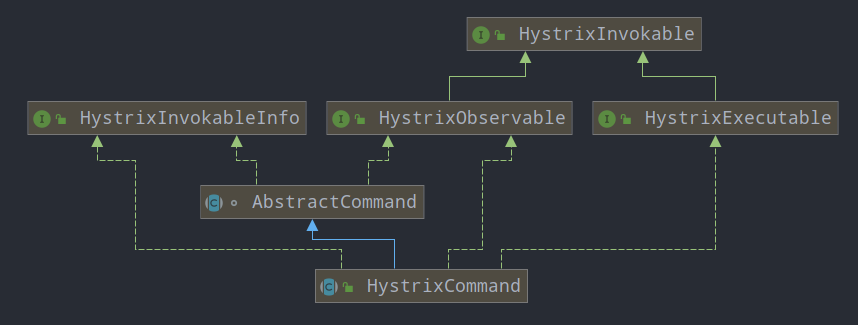 HystrixInvokable
HystrixInvokableInfo
HystrixObservable
HystrixExecutable
AbstractCommand
HystrixCommand